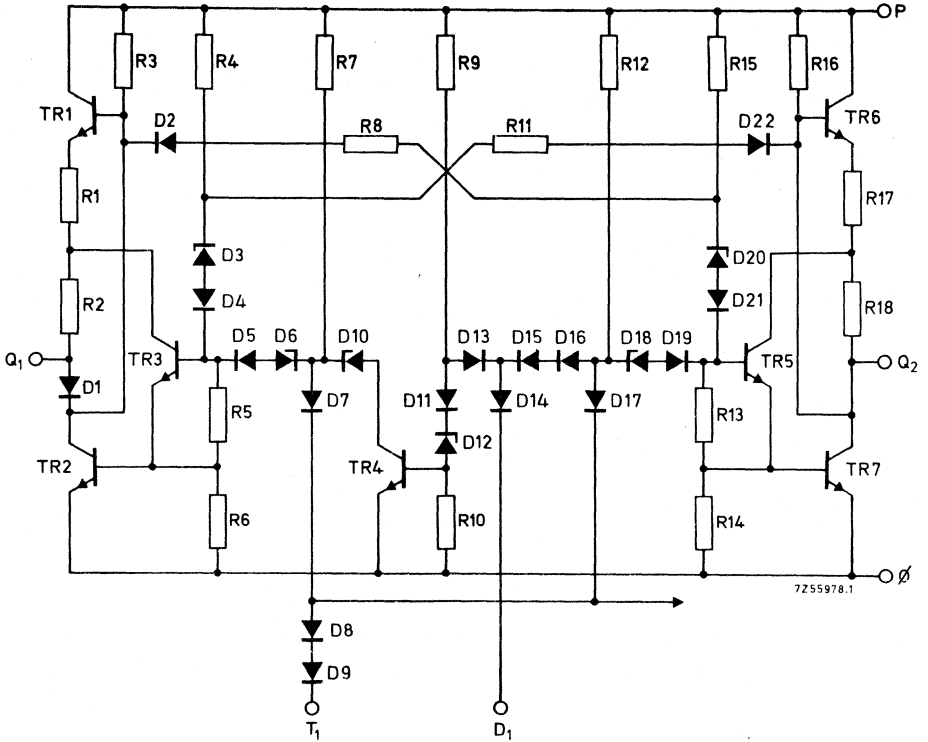 P
R3
R4
R7
R9
R12
R15
R16
TR1
D2
R8
R11
D22
TR6
R1
R17
D3
D20
R2
D4
D21
R18
Q1
D1
TR3
D5
D6
D10
D13
D15
D16
D18
D19
TR5
Q2
R5
D7
D11
D14
D17
R13
D12
TR2
TR4
TR7
R6
R10
R14
Ø
7Z55978.1
D8
D9
T1
D1